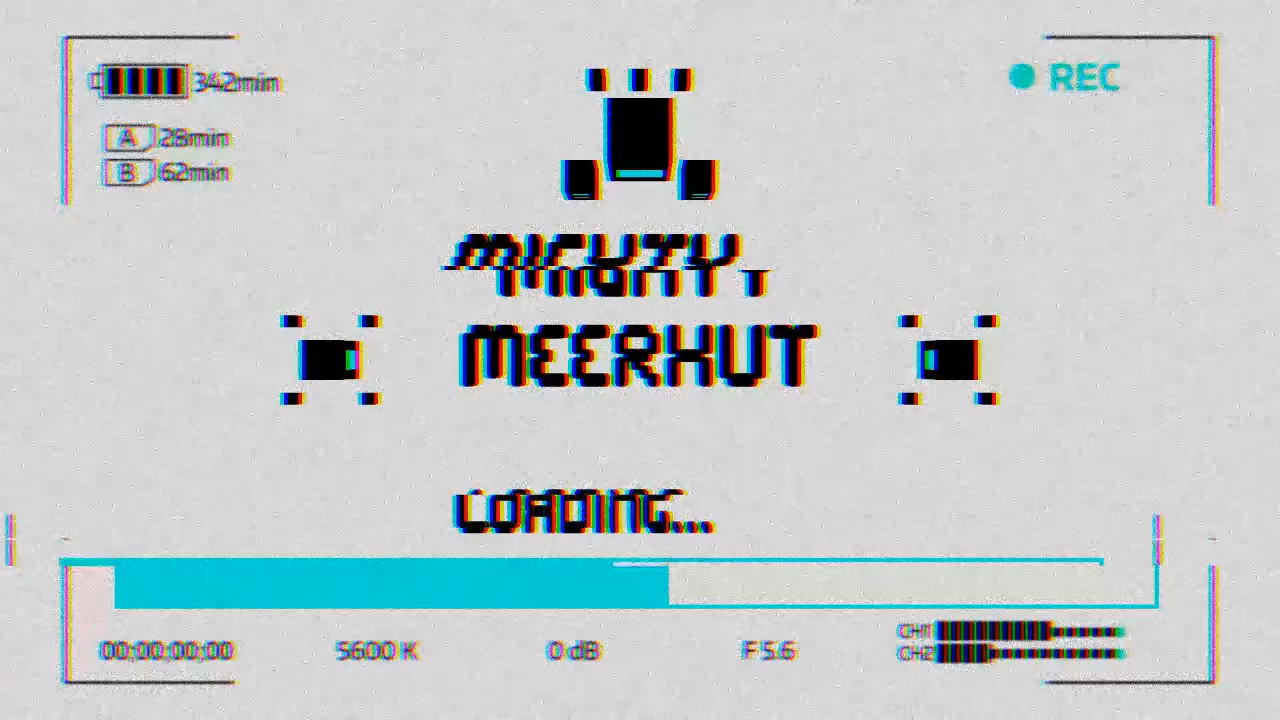 342min
REC
A 28min
B 62min
MIGHTY
MEERKUT
LOADING...
00;00;00;00
5600 K
0 dB
F 5.6
CH1
CH2